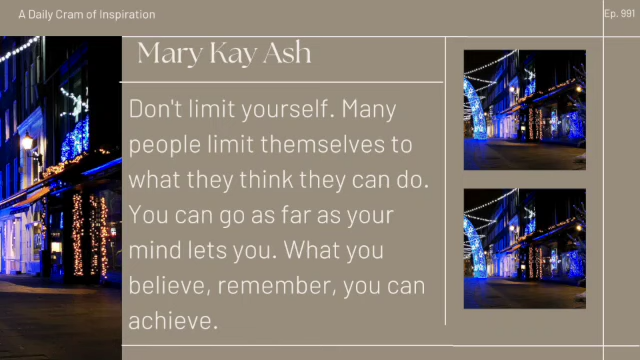 A Daily Cram of Inspiration
Ep. 991
Mary Kay Ash
Don't limit yourself. Many
people limit themselves to
what they think they can do.
You can go as far as your
mind lets you. What you
believe, remember, you can
achieve.